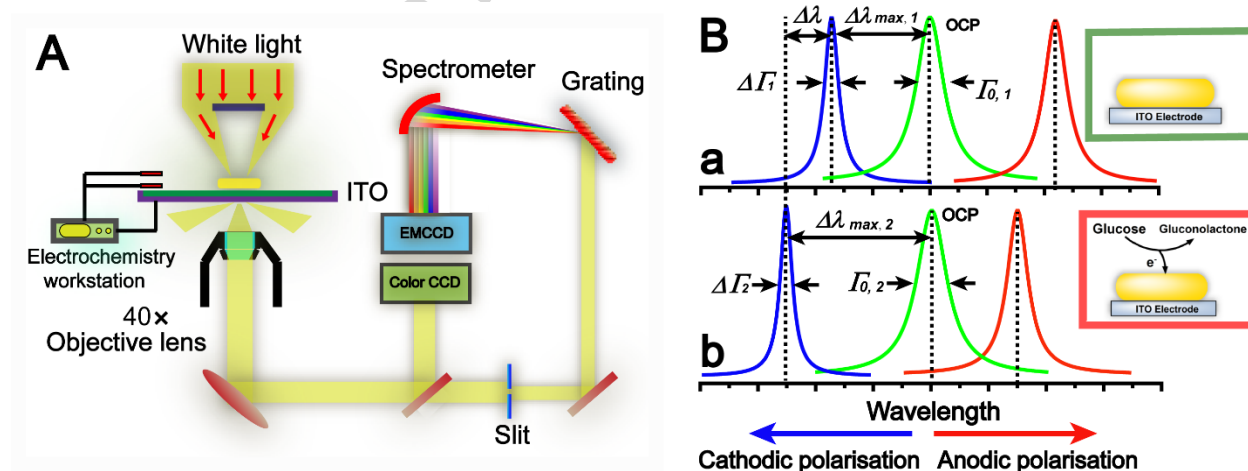 A
White light
Spectrometer
Grating
ITO
EMCCD
Color CCD
Electrochemistry
workstation
40×
Objective lens
Slit
B
Δλ
Δλ max, 1
OCP
ΔΓ1
Γ0, 1
ITO Electrode
a
Δλ max, 2
OCP
ΔΓ2
Γ0, 2
Glucose
Gluconolactone
e-
ITO Electrode
b
Wavelength
Cathodic polarisation
Anodic polarisation